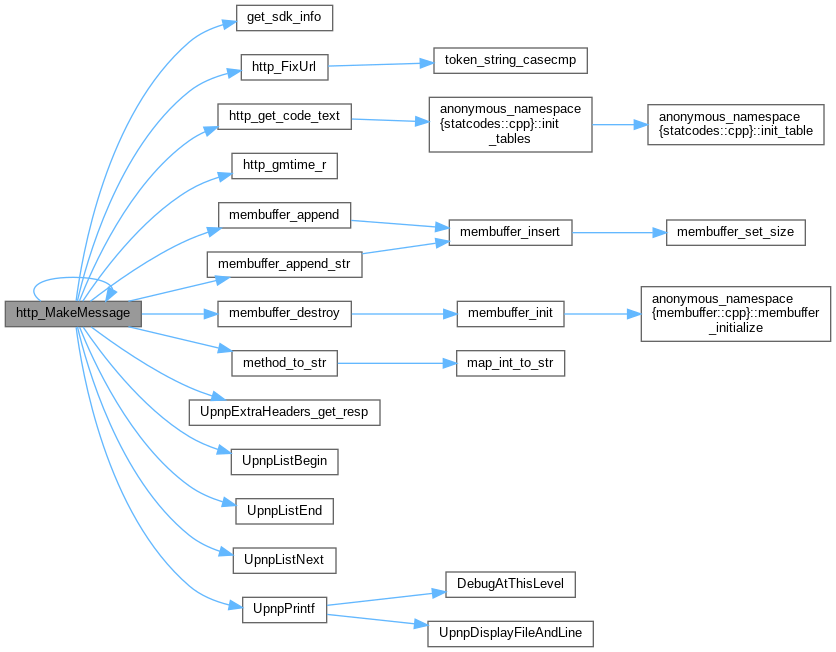 get_sdk_info
http_FixUrl
token_string_casecmp
http_get_code_text
anonymous_namespace
{statcodes::cpp}::init
_tables
anonymous_namespace
{statcodes::cpp}::init_table
http_gmtime_r
membuffer_append
membuffer_insert
membuffer_set_size
membuffer_append_str
http_MakeMessage
membuffer_destroy
membuffer_init
anonymous_namespace
{membuffer::cpp}::membuffer
_initialize
method_to_str
map_int_to_str
UpnpExtraHeaders_get_resp
UpnpListBegin
UpnpListEnd
UpnpListNext
UpnpPrintf
DebugAtThisLevel
UpnpDisplayFileAndLine